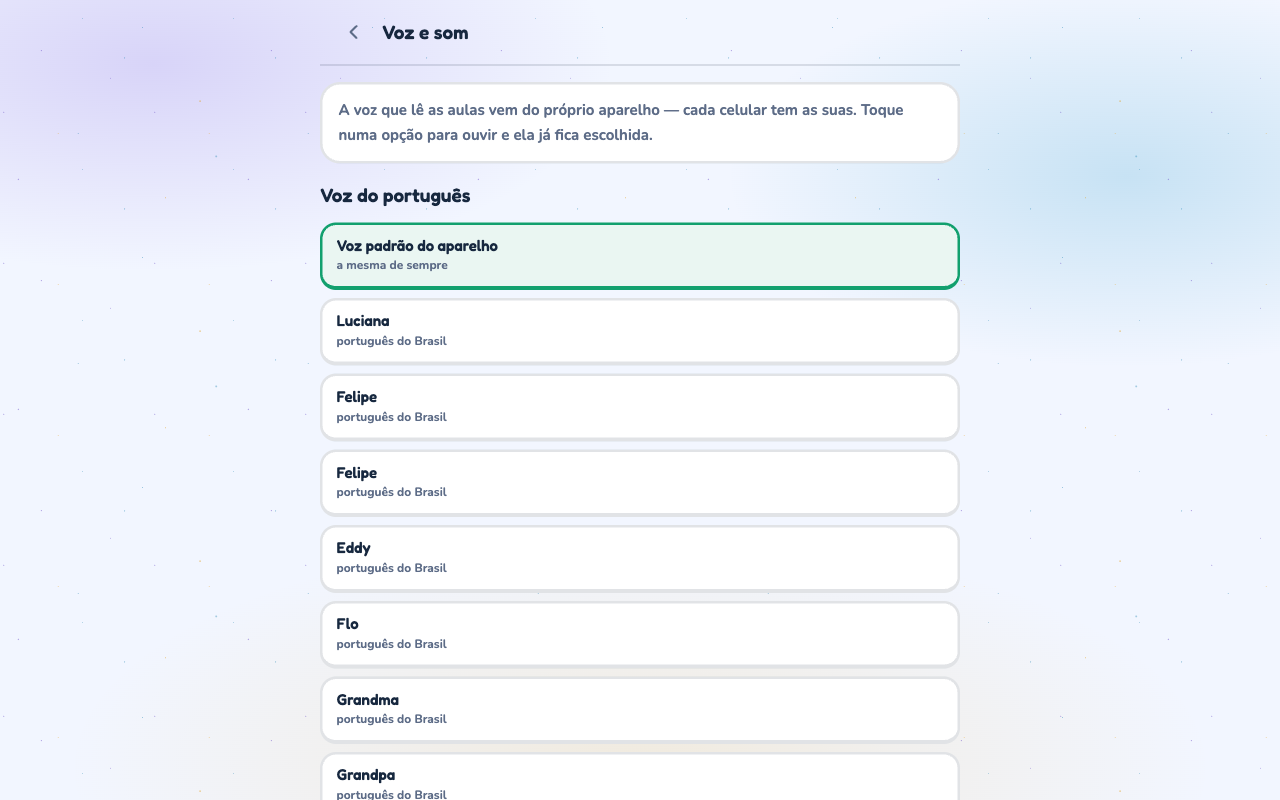 Voz e som
A voz que lê as aulas vem do próprio aparelho — cada celular tem as suas. Toque
numa opção para ouvir e ela já fica escolhida.
Voz do português
Voz padrão do aparelho
a mesma de sempre
Luciana
português do Brasil
Felipe
português do Brasil
Felipe
português do Brasil
Eddy
português do Brasil
Flo
português do Brasil
Grandma
português do Brasil
Grandpa
português do Brasil